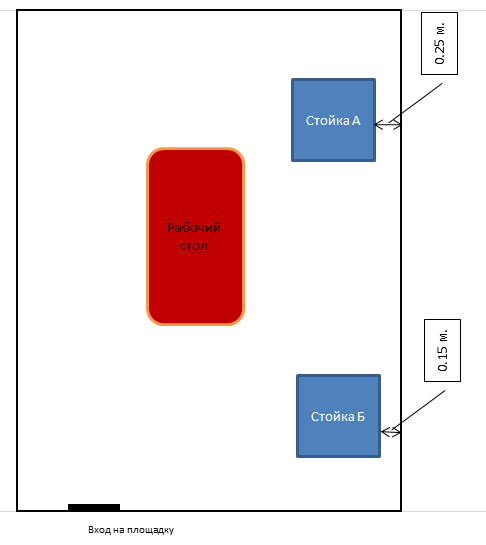 0.25 м.
Стойка А
Рабочий
стол
0.15 м.
Стойка Б
Вход на площадку